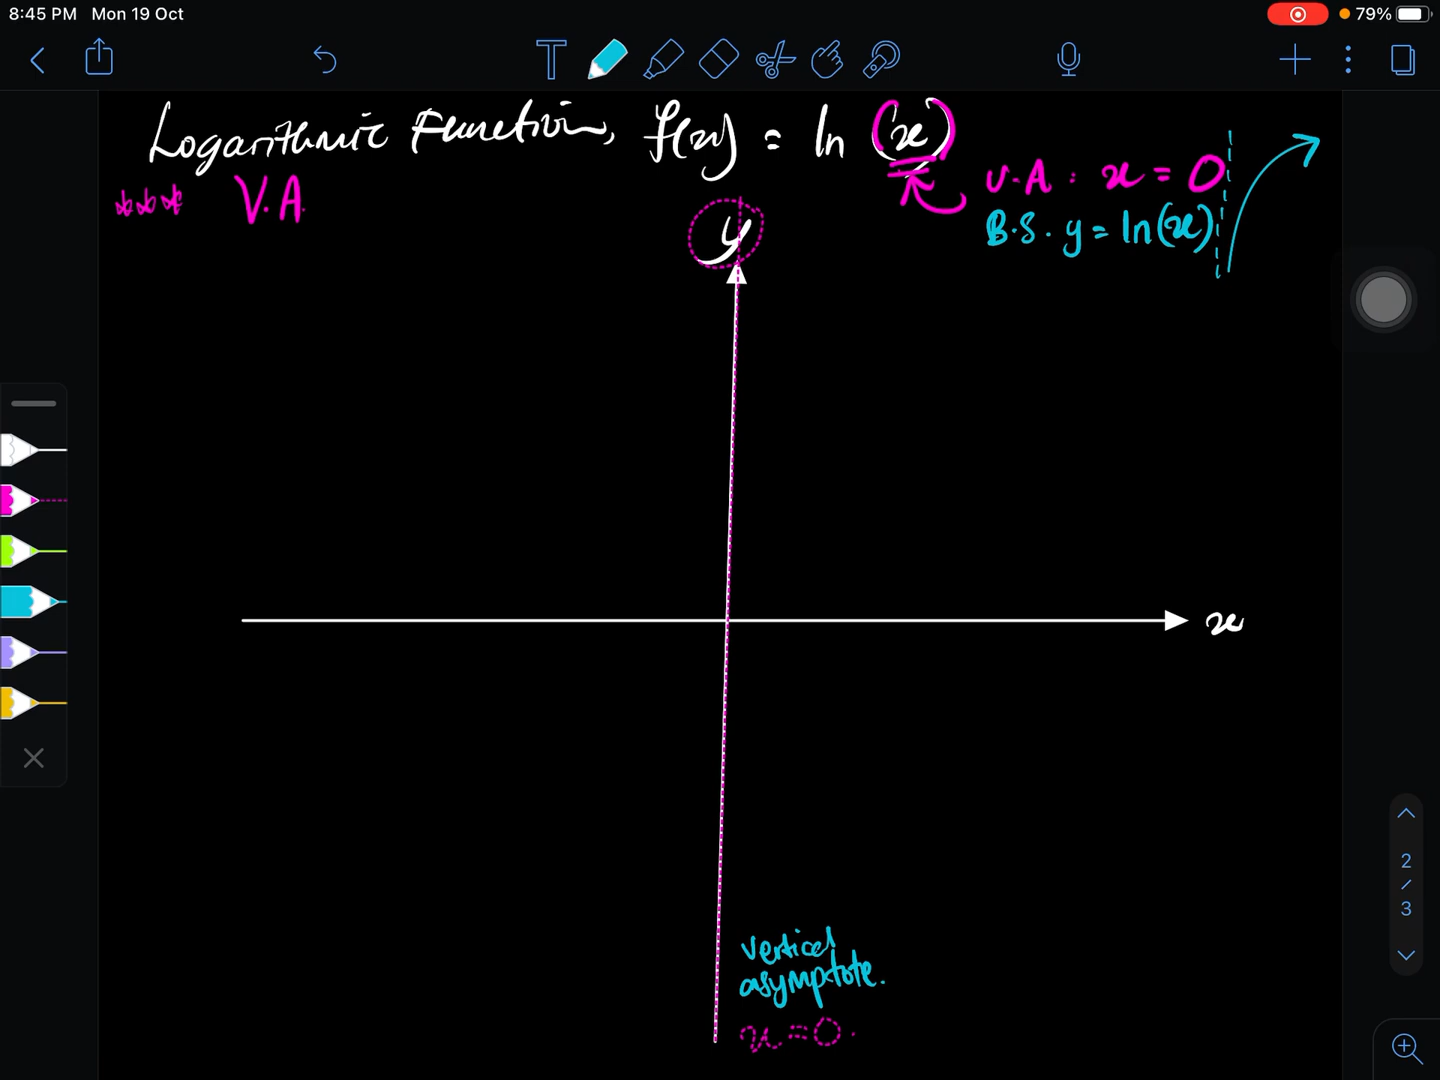 8:45 PM Mon 19 Oct
79%
T
Logarithmic Function, f(x) = ln (x)
*** V.A.
V.A : x = 0
B.S. y = ln(x)
y
x
2
/
3
vertical
asymptote.
x = 0.